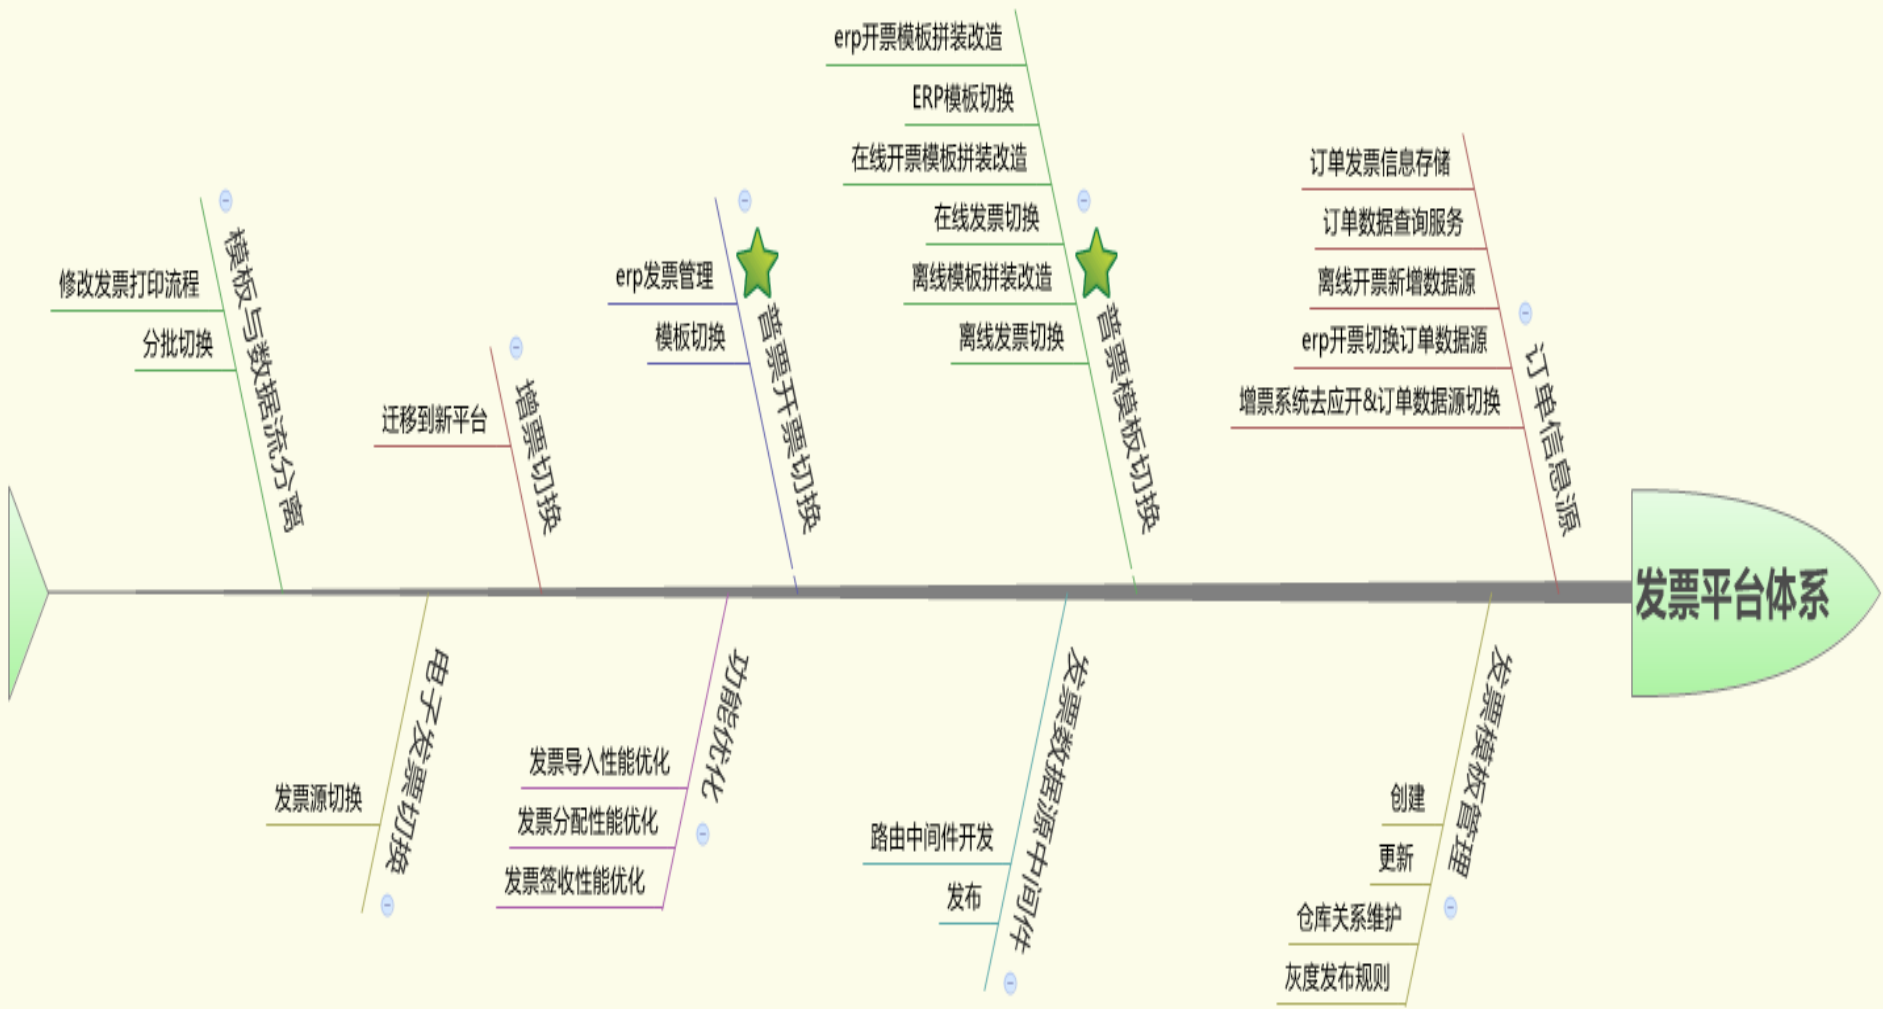 erp开票模板拼装改造
ERP模板切换
在线开票模板拼装改造
在线发票切换
离线模板拼装改造
离线发票切换
普票模板切换
订单发票信息存储
订单数据查询服务
离线开票新增数据源
erp开票切换订单数据源
增票系统去应开&订单数据源切换
订单信息源
erp发票管理
模板切换
普票开票切换
修改发票打印流程
分批切换
模板与数据流分离
迁移到新平台
增票切换
发票平台体系
发票源切换
电子发票切换
发票导入性能优化
发票分配性能优化
发票签收性能优化
功能优化
路由中间件开发
发布
发票数据源中间件
创建
更新
仓库关系维护
灰度发布规则
发票模板管理